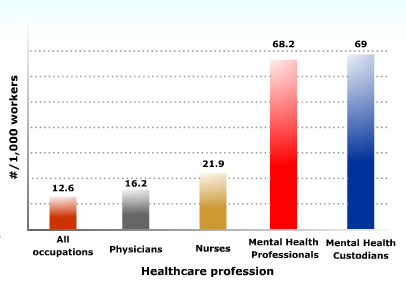 68.2
69
#/1,000 workers
21.9
16.2
12.6
All
occupations
Physicians
Nurses
Mental Health
Professionals
Mental Health
Custodians
Healthcare profession